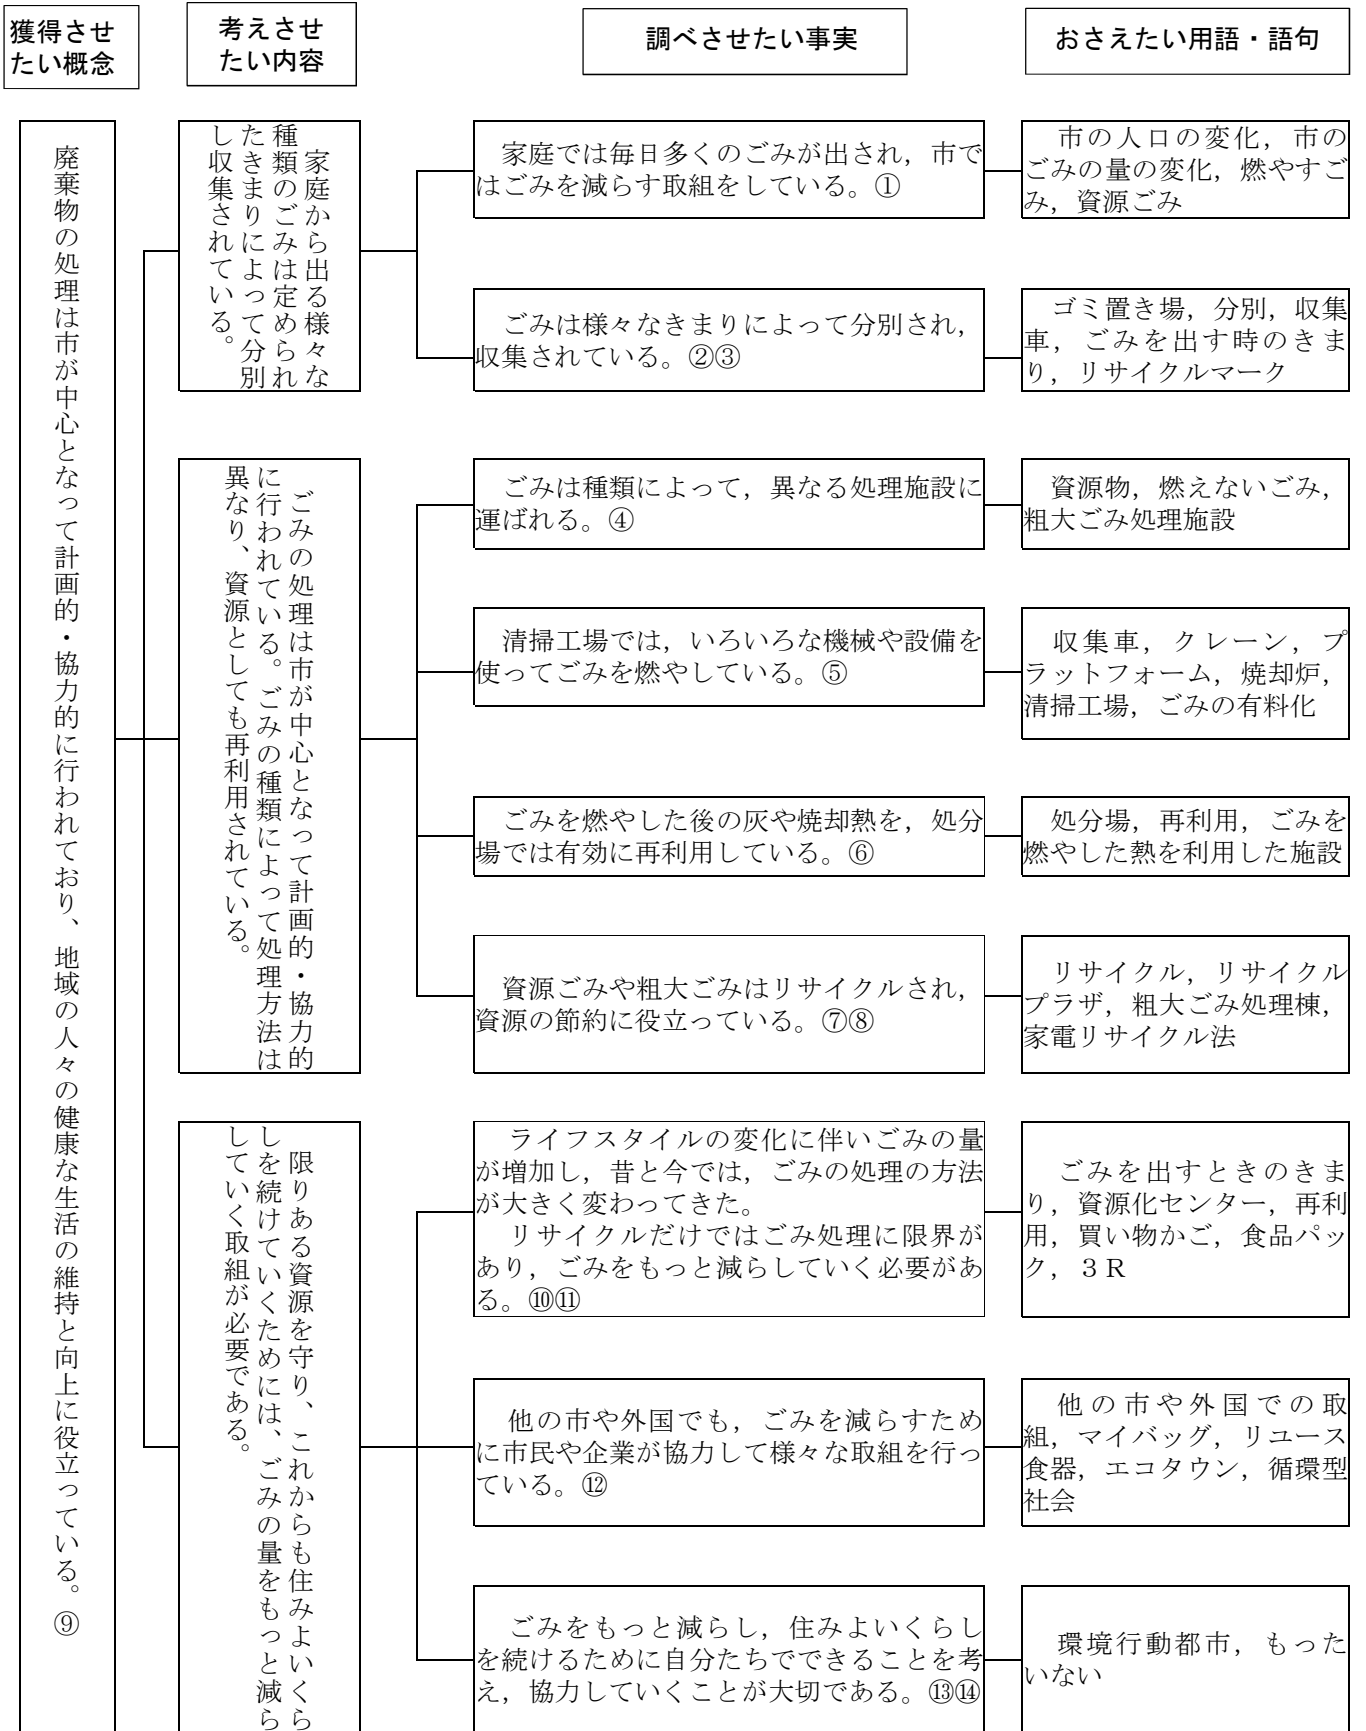 獲得させ
たい概念
考えさせ
たい内容
調べさせたい事実
おさえたい用語・語句
廃棄物の処理は市が中心となって計画的・協力的に行われており、地域の人々の健康な生活の維持と向上に役立っている。⑨
家庭から出る様々な
種類のごみは定められ
たきまりによって分別
し収集されている。
家庭では毎日多くのごみが出され，市で
はごみを減らす取組をしている。①
市の人口の変化，市の
ごみの量の変化，燃やすご
み，資源ごみ
ごみは様々なきまりによって分別され，
収集されている。②③
ゴミ置き場，分別，収集
車，ごみを出す時のきま
り，リサイクルマーク
ごみの処理は市が中心となって計画的・協力的
に行われている。ごみの種類によって処理方法は
異なり、資源としても再利用されている。
ごみは種類によって，異なる処理施設に
運ばれる。④
資源物，燃えないごみ，
粗大ごみ処理施設
清掃工場では，いろいろな機械や設備を
使ってごみを燃やしている。⑤
収集車，クレーン，プ
ラットフォーム，焼却炉，
清掃工場，ごみの有料化
ごみを燃やした後の灰や焼却熱を，処分
場では有効に再利用している。⑥
処分場，再利用，ごみを
燃やした熱を利用した施設
資源ごみや粗大ごみはリサイクルされ，
資源の節約に役立っている。⑦⑧
リサイクル，リサイクル
プラザ，粗大ごみ処理棟，
家電リサイクル法
限りある資源を守り、これからも住みよいくら
しを続けていくためには、ごみの量をもっと減ら
していく取組が必要である。
ライフスタイルの変化に伴いごみの量
が増加し，昔と今では，ごみの処理の方法
が大きく変わってきた。
リサイクルだけではごみ処理に限界が
あり，ごみをもっと減らしていく必要があ
る。⑩⑪
ごみを出すときのきま
り，資源化センター，再利
用，買い物かご，食品パッ
ク，３Ｒ
他の市や外国でも，ごみを減らすため
に市民や企業が協力して様々な取組を行っ
ている。⑫
他の市や外国での取
組，マイバッグ，リユース
食器，エコタウン，循環型
社会
ごみをもっと減らし，住みよいくらし
を続けるために自分たちでできることを考
え，協力していくことが大切である。⑬⑭
環境行動都市，もった
いない